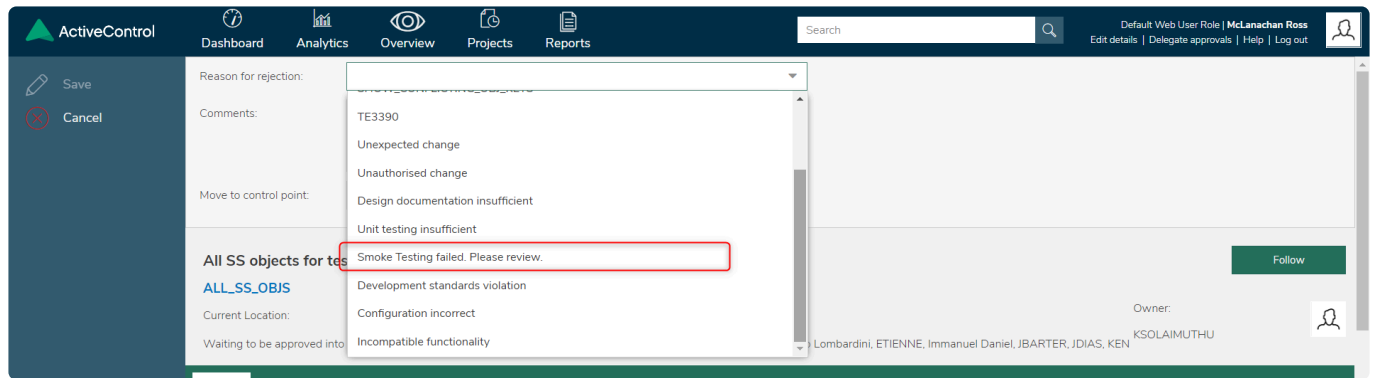 ActiveControl
Dashboard
Analytics
Overview
Projects
Reports
Search
Default Web User Role | McLanachan Ross
Edit details | Delegate approvals | Help | Log out
Save
Cancel
Reason for rejection:
Comments:
TE3390
Unexpected change
Unauthorised change
Move to control point:
Design documentation insufficient
Unit testing insufficient
All SS objects for tes
Smoke Testing failed. Please review.
Follow
ALL_SS_OBJS
Development standards violation
Current Location:
Configuration incorrect
Owner:
KSOLAIMUTHU
Waiting to be approved into
Incompatible functionality
Lombardini, ETIENNE, Immanuel Daniel, JBARTER, JDIAS, KEN